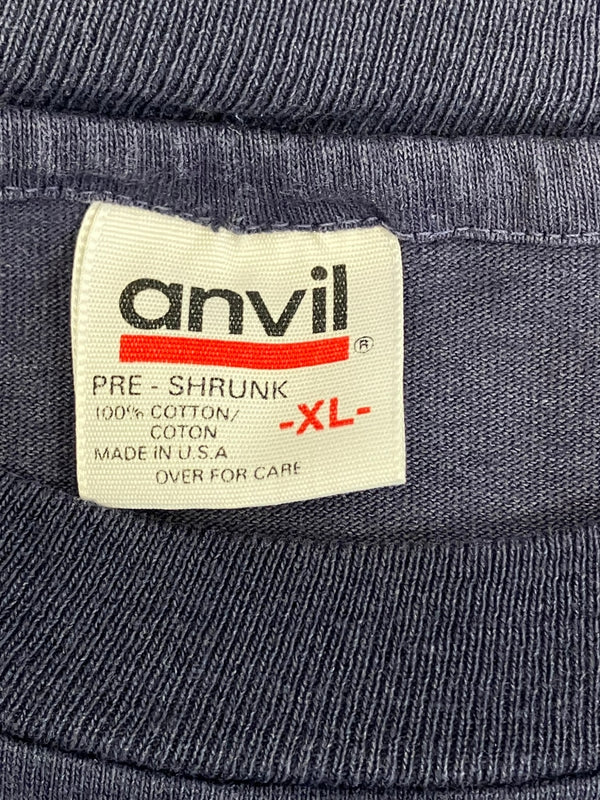 anvil
®
PRE - SHRUNK
100% COTTON/
COTON
-XL-
MADE IN U.S.A
OVER FOR CARE